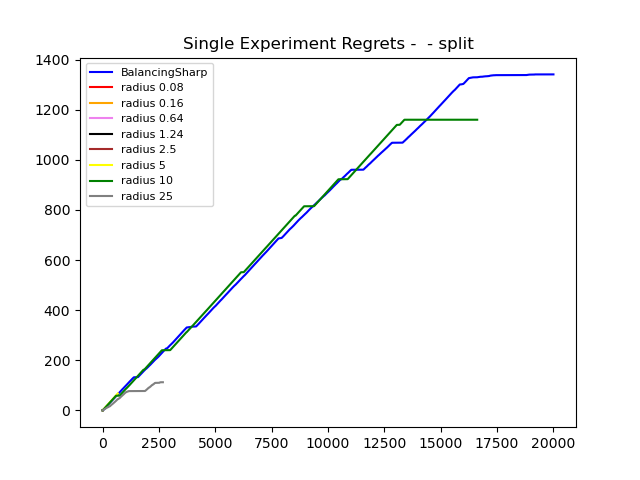 Single Experiment Regrets -  - split
1400
1200
1000
800
600
400
200
0
BalancingSharp
radius 0.08
radius 0.16
radius 0.64
radius 1.24
radius 2.5
radius 5
radius 10
radius 25
0 2500 5000 7500 10000 12500 15000 17500 20000